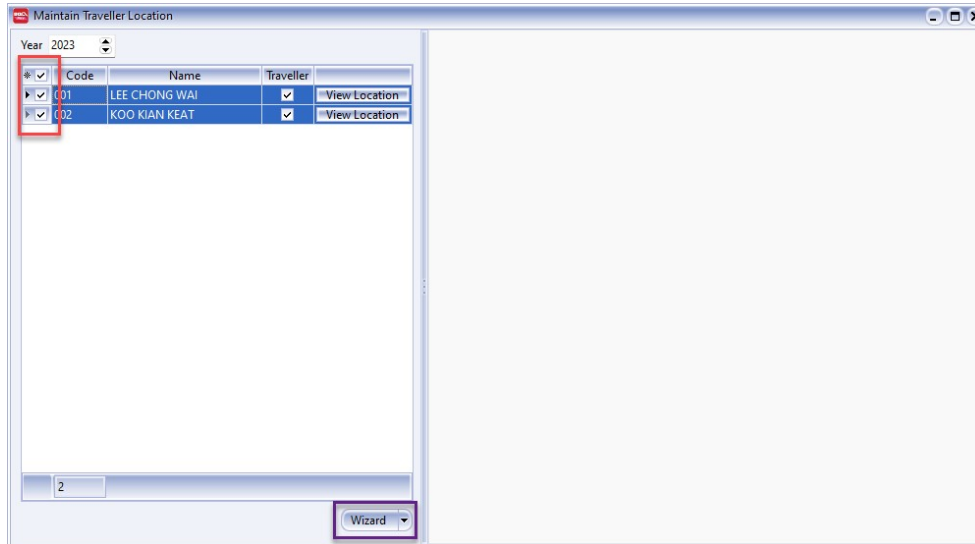 Maintain Traveller Location
Year 2023
Code Name Traveller
001 LEE CHONG WAI View Location
002 KOO KIAN KEAT View Location
2
Wizard